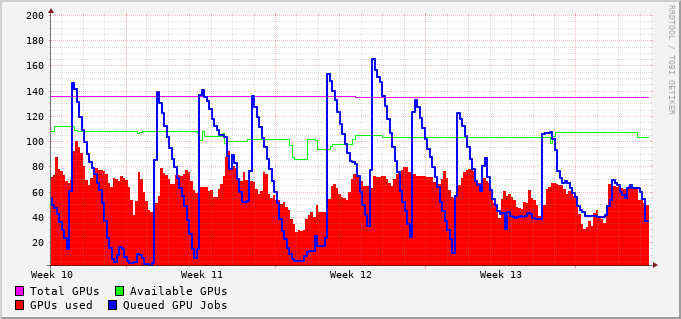 200
180
160
140
120
100
80
60
40
20
Week 10 Week 11 Week 12 Week 13
Total GPUs Available GPUs
GPUs used Queued GPU Jobs
RRDTOOL / TOBI OETIKER